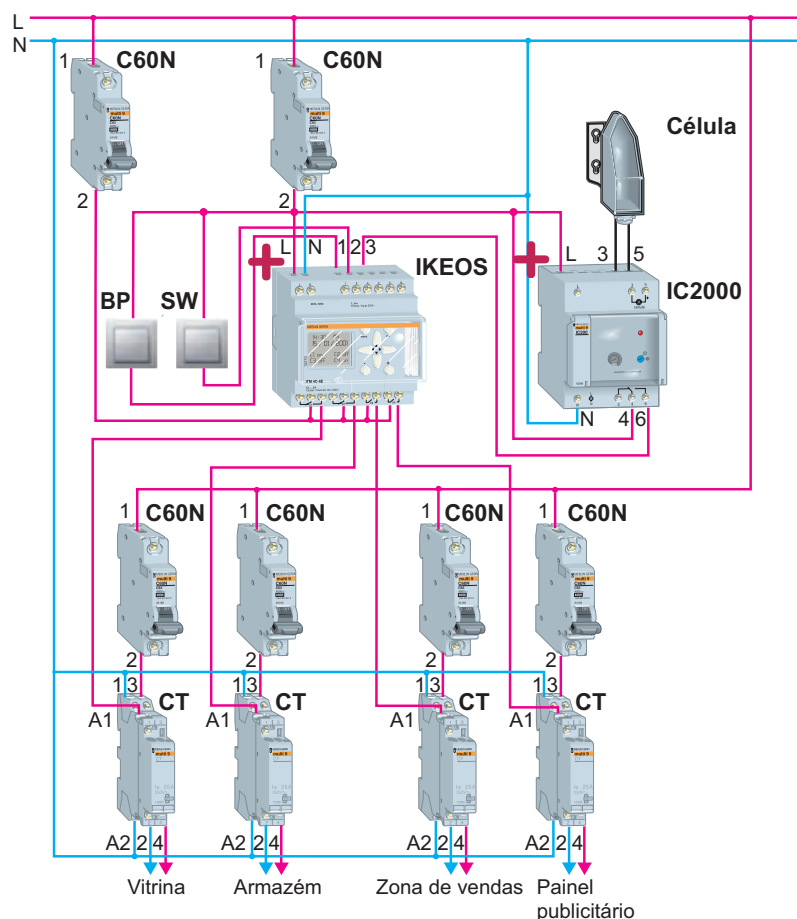 L
N
1 C60N
1 C60N
Célula
2
2
L N 1 2 3
IKEOS
L 3 5
IC2000
BP SW
N 4 6
1 C60N
1 C60N
1 C60N
1 C60N
2
2
2
2
1 3
1 3
1 3
1 3
A1 CT
A1 CT
A1 CT
A1 CT
A2 2 4
A2 2 4
A2 2 4
A2 2 4
Vitrina
Armazém
Zona de vendas
Painel
publicitário